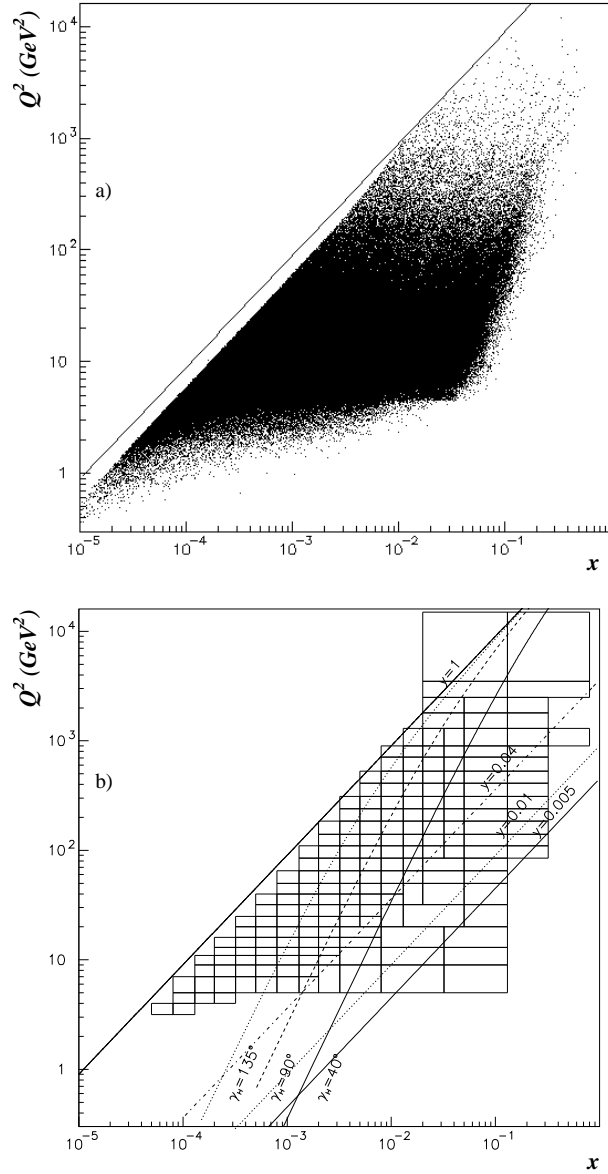 Q² (GeV²)
10⁴
10³
a)
10²
10
1
10⁻⁵
10⁻⁴
10⁻³
10⁻²
10⁻¹
x
Q² (GeV²)
10⁴
y=1
10³
b)
y=0.04
y=0.01
y=0.005
10²
10
1
γH=135°
γH=90°
γH=40°
10⁻⁵
10⁻⁴
10⁻³
10⁻²
10⁻¹
x